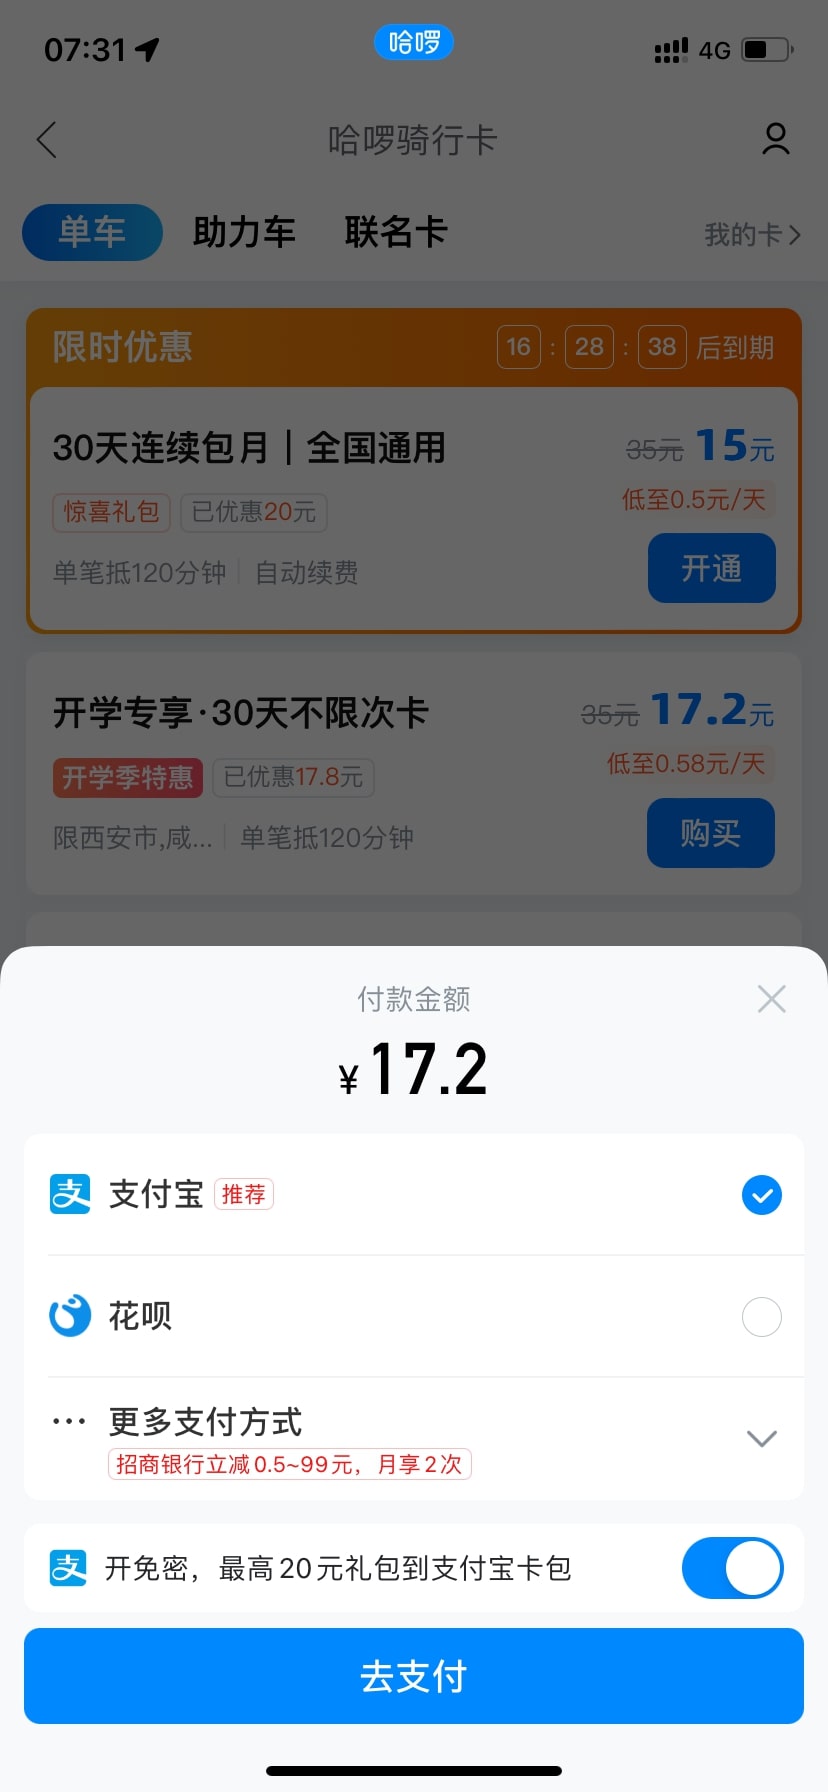 07:31
哈啰
4G
哈啰骑行卡
单车
助力车
联名卡
我的卡
限时优惠
16 : 28 : 38 后到期
30天连续包月｜全国通用
35元 15元
惊喜礼包
已优惠20元
低至0.5元/天
单笔抵120分钟
自动续费
开通
开学专享·30天不限次卡
35元 17.2元
开学季特惠
已优惠17.8元
低至0.58元/天
限西安市,咸...
单笔抵120分钟
购买
付款金额
¥17.2
支 支付宝 推荐
花呗
更多支付方式
招商银行立减0.5~99元，月享2次
支 开免密，最高20元礼包到支付宝卡包
去支付